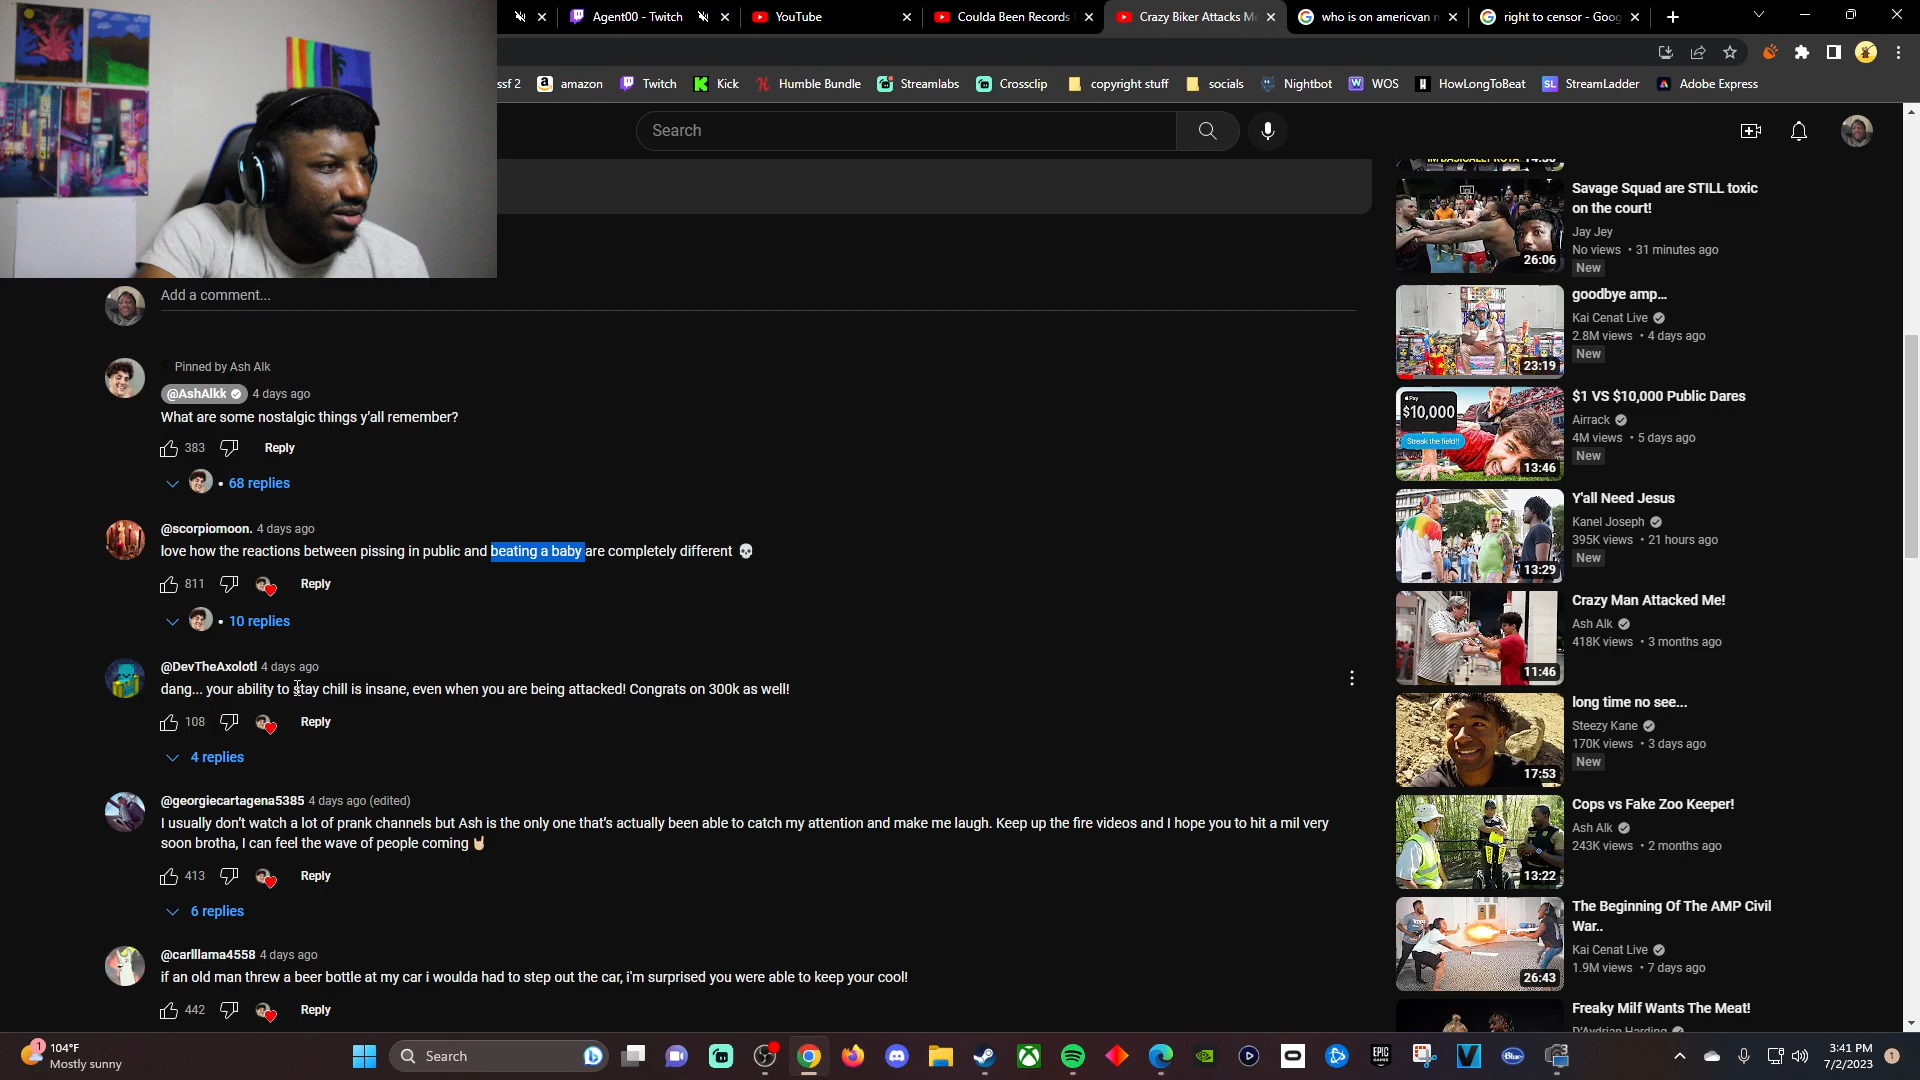 Agent00 - Twitch
YouTube
Coulda Been Records
Crazy Biker Attacks Me
who is on americvan
right to censor - Goog
ssf 2
amazon
Twitch
Kick
Humble Bundle
Streamlabs
Crossclip
copyright stuff
socials
Nightbot
WOS
HowLongToBeat
StreamLadder
Adobe Express
Search
Add a comment...
Pinned by Ash Alk
@AshAlkk 4 days ago
What are some nostalgic things y'all remember?
383 Reply
68 replies
@scorpiomoon. 4 days ago
love how the reactions between pissing in public and beating a baby are completely different 💀
811 Reply
10 replies
@DevTheAxolotl 4 days ago
dang... your ability to stay chill is insane, even when you are being attacked! Congrats on 300k as well!
108 Reply
4 replies
@georgiecartagena5385 4 days ago (edited)
I usually don't watch a lot of prank channels but Ash is the only one that's actually been able to catch my attention and make me laugh. Keep up the fire videos and I hope you to hit a mil very
soon brotha, I can feel the wave of people coming 🤘🏻
413 Reply
6 replies
@carlllama4558 4 days ago
if an old man threw a beer bottle at my car i woulda had to step out the car, i'm surprised you were able to keep your cool!
442 Reply
Savage Squad are STILL toxic
on the court!
Jay Jey
No views • 31 minutes ago
New
26:06
goodbye amp...
Kai Cenat Live
2.8M views • 4 days ago
New
23:19
$1 VS $10,000 Public Dares
Airrack
4M views • 5 days ago
New
Pay
$10,000
Streak the field!!
13:46
Y'all Need Jesus
Kanel Joseph
395K views • 21 hours ago
New
13:29
Crazy Man Attacked Me!
Ash Alk
418K views • 3 months ago
11:46
long time no see...
Steezy Kane
170K views • 3 days ago
New
17:53
Cops vs Fake Zoo Keeper!
Ash Alk
243K views • 2 months ago
13:22
The Beginning Of The AMP Civil
War..
Kai Cenat Live
1.9M views • 7 days ago
26:43
Freaky Milf Wants The Meat!
D'Aydrian Harding
1
104°F
Mostly sunny
Search
EPIC
GAMES
Blue
3:41 PM
7/2/2023
1